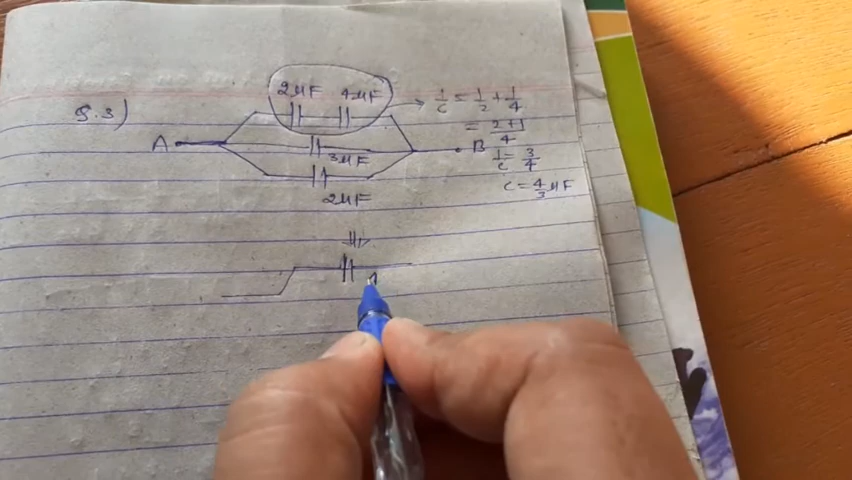 Q.3)
2µF 4µF
1/c = 1/2 + 1/4
= 2+1/4
A 3µF B
1/c = 3/4
2µF
c = 4/3 µF